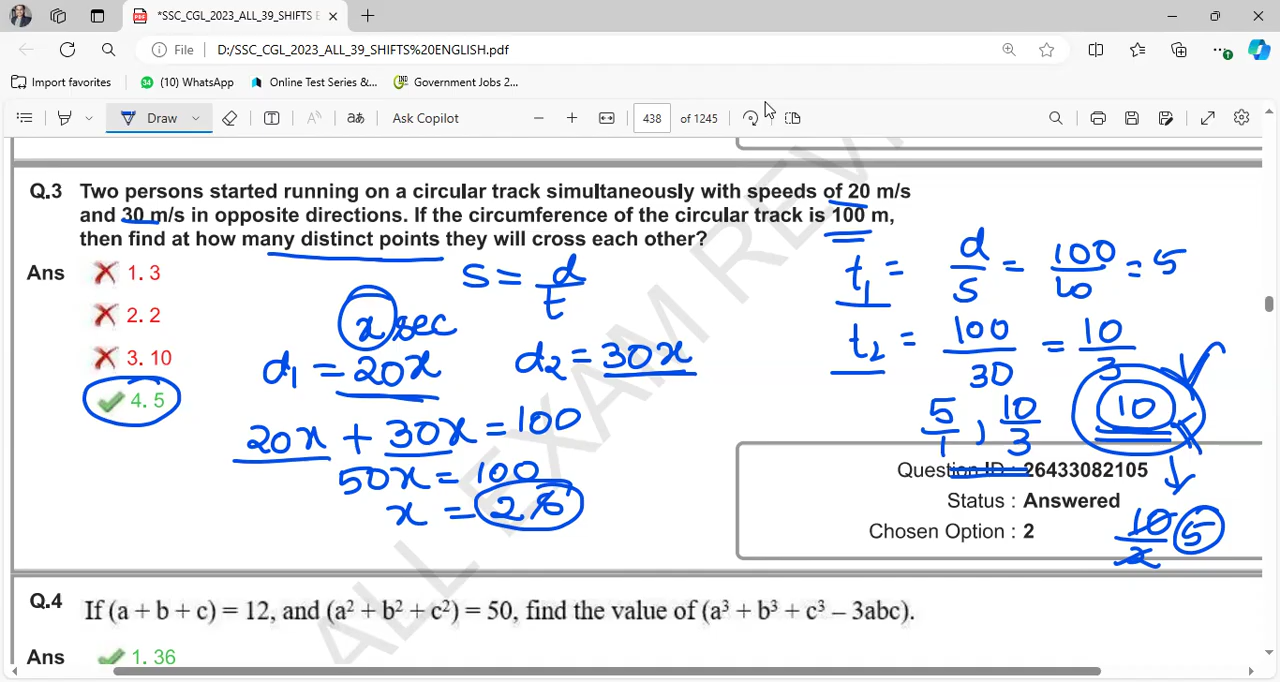 *SSC_CGL_2023_ALL_39_SHIFTS E
File D:/SSC_CGL_2023_ALL_39_SHIFTS%20ENGLISH.pdf
Import favorites (10) WhatsApp Online Test Series &... Government Jobs 2...
Draw Ask Copilot 438 of 1245
Q.3 Two persons started running on a circular track simultaneously with speeds of 20 m/s
and 30 m/s in opposite directions. If the circumference of the circular track is 100 m,
then find at how many distinct points they will cross each other?
Ans 1. 3
2. 2
3. 10
4. 5
S = d/t
x sec
d1 = 20x d2 = 30x
20x + 30x = 100
50x = 100
x = 2
t1 = d/s = 100/20 = 5
t2 = 100/30 = 10/3
5/1, 10/3 10
10/2 5
Question ID : 26433082105
Status : Answered
Chosen Option : 2
Q.4 If (a + b + c) = 12, and (a² + b² + c²) = 50, find the value of (a³ + b³ + c³ – 3abc).
Ans 1. 36
ALL EXAM REVI